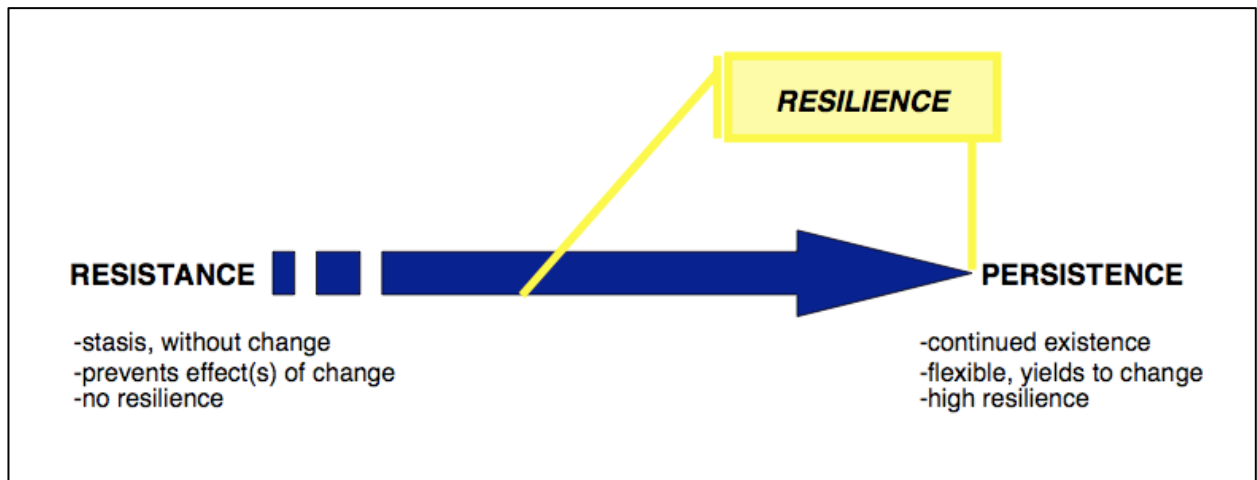 RESILIENCE
RESISTANCE
PERSISTENCE
-stasis, without change
-prevents effect(s) of change
-no resilience
-continued existence
-flexible, yields to change
-high resilience